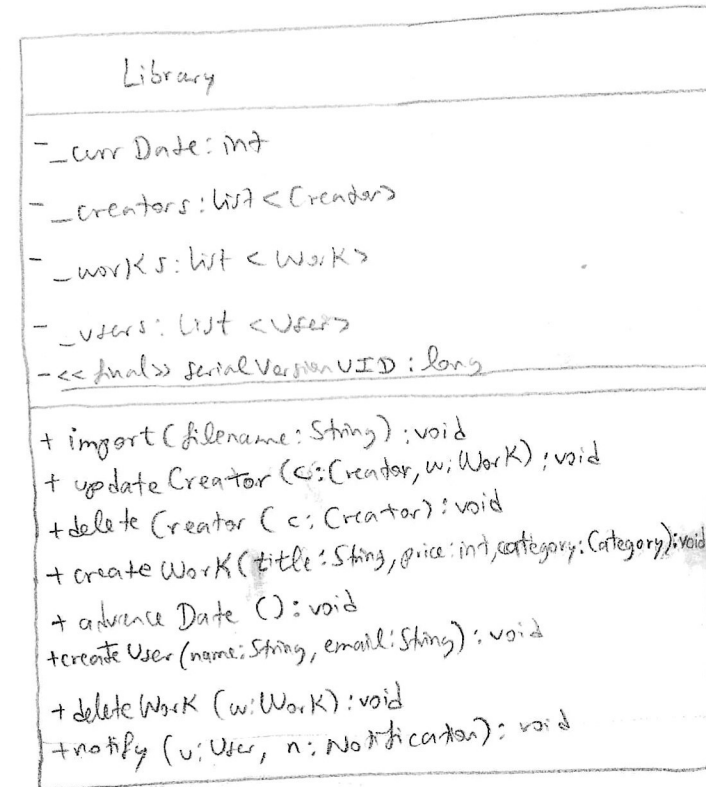 Library
-_currDate: int
-_creators: list <Creator>
-_works: list <Work>
-_users: List <User>
-<<final>> serialVersionUID: long
+ import(filename: String): void
+ updateCreator(c: Creator, w: Work): void
+ deleteCreator(c: Creator): void
+ createWork(title: String, price: int, category: Category): void
+ advanceDate(): void
+ createUser(name: String, email: String): void
+ deleteWork(w: Work): void
+ notify(u: User, n: Notification): void